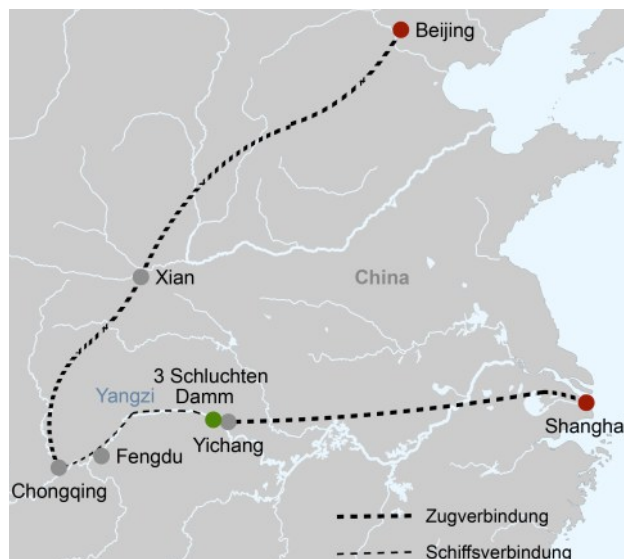 Beijing
Xian
China
3 Schluchten
Damm
Yangzi
Yichang
Shangha
Fengdu
Chongqing
Zugverbindung
Schiffsverbindung